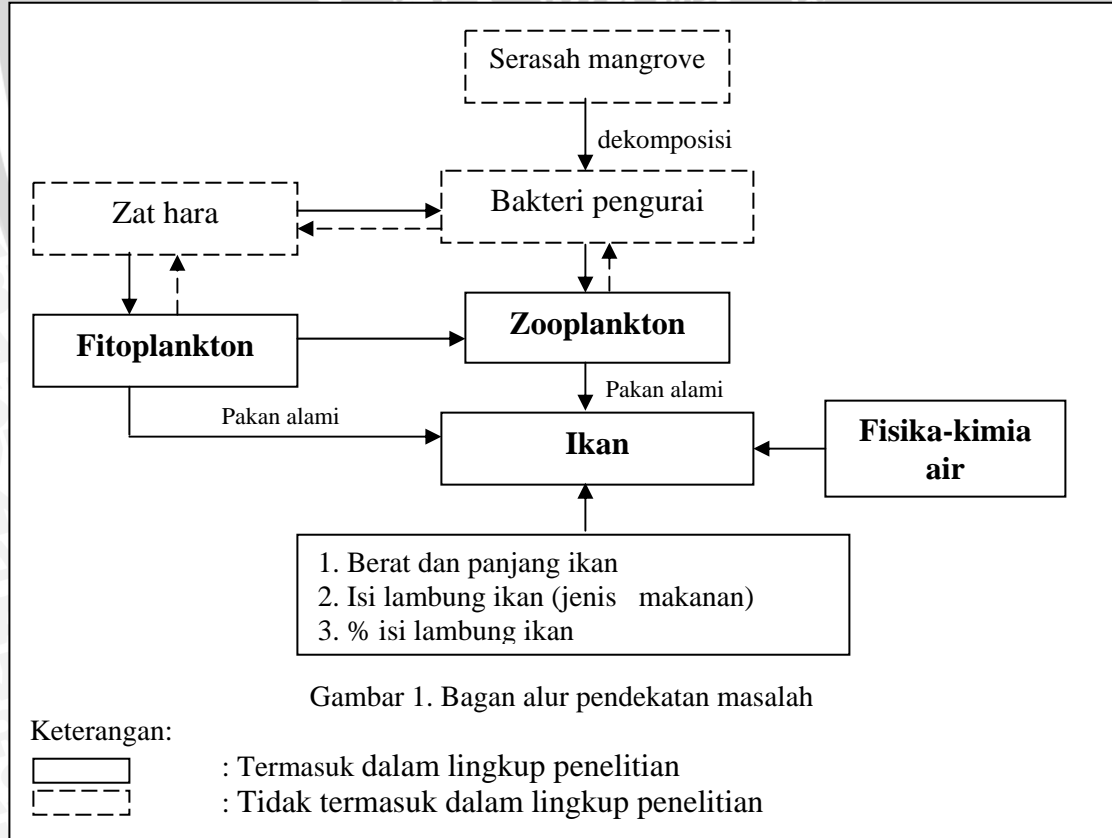 Serasah mangrove
dekomposisi
Zat hara
Bakteri pengurai
Fitoplankton
Zooplankton
Pakan alami
Pakan alami
Ikan
Fisika-kimia
air
1. Berat dan panjang ikan
2. Isi lambung ikan (jenis makanan)
3. % isi lambung ikan
Gambar 1. Bagan alur pendekatan masalah
Keterangan:
: Termasuk dalam lingkup penelitian
: Tidak termasuk dalam lingkup penelitian